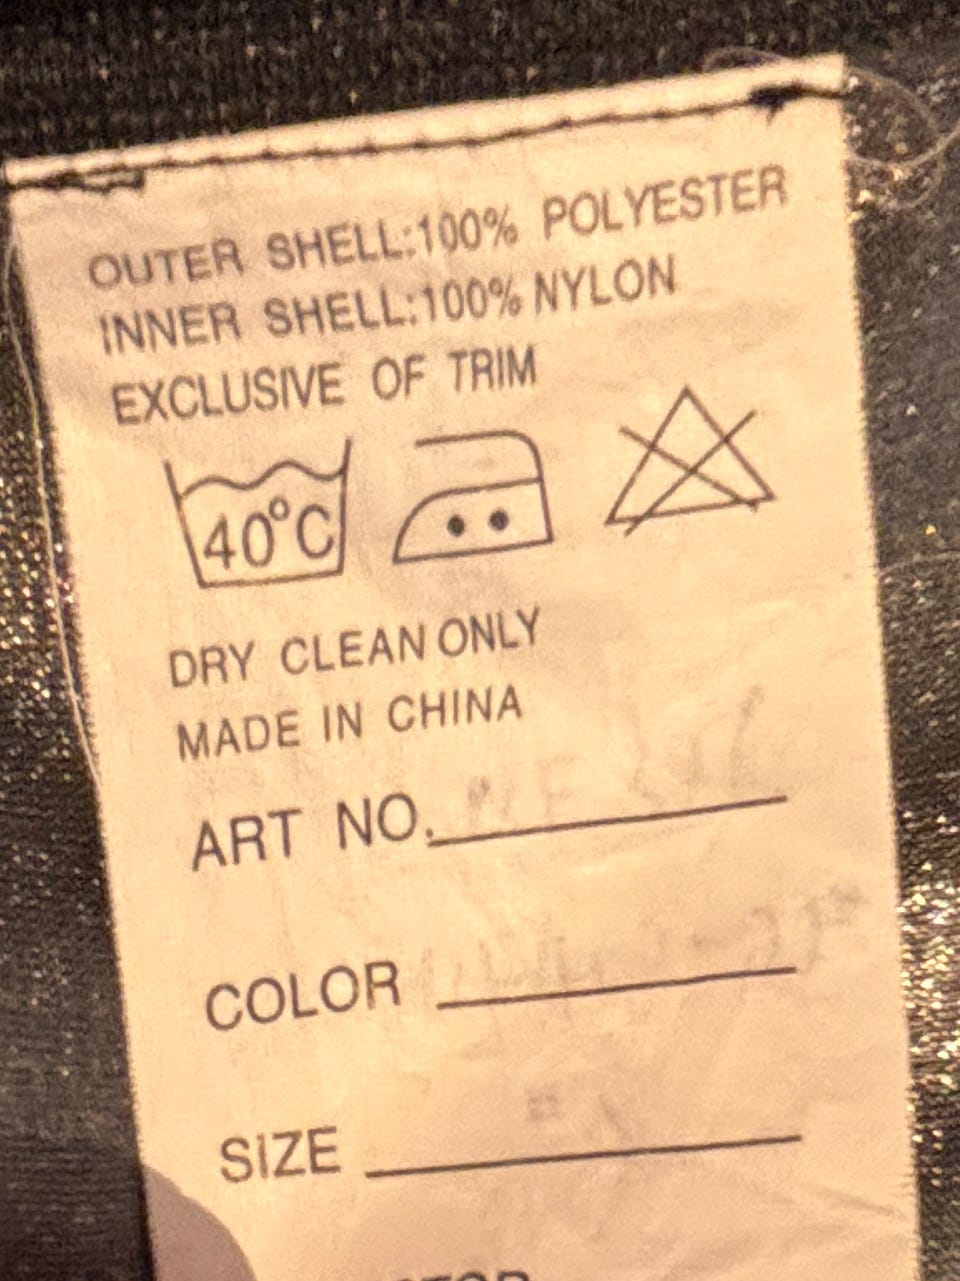 OUTER SHELL:100% POLYESTER
INNER SHELL:100% NYLON
EXCLUSIVE OF TRIM
40°C
DRY CLEAN ONLY
MADE IN CHINA
ART NO.
COLOR
SIZE